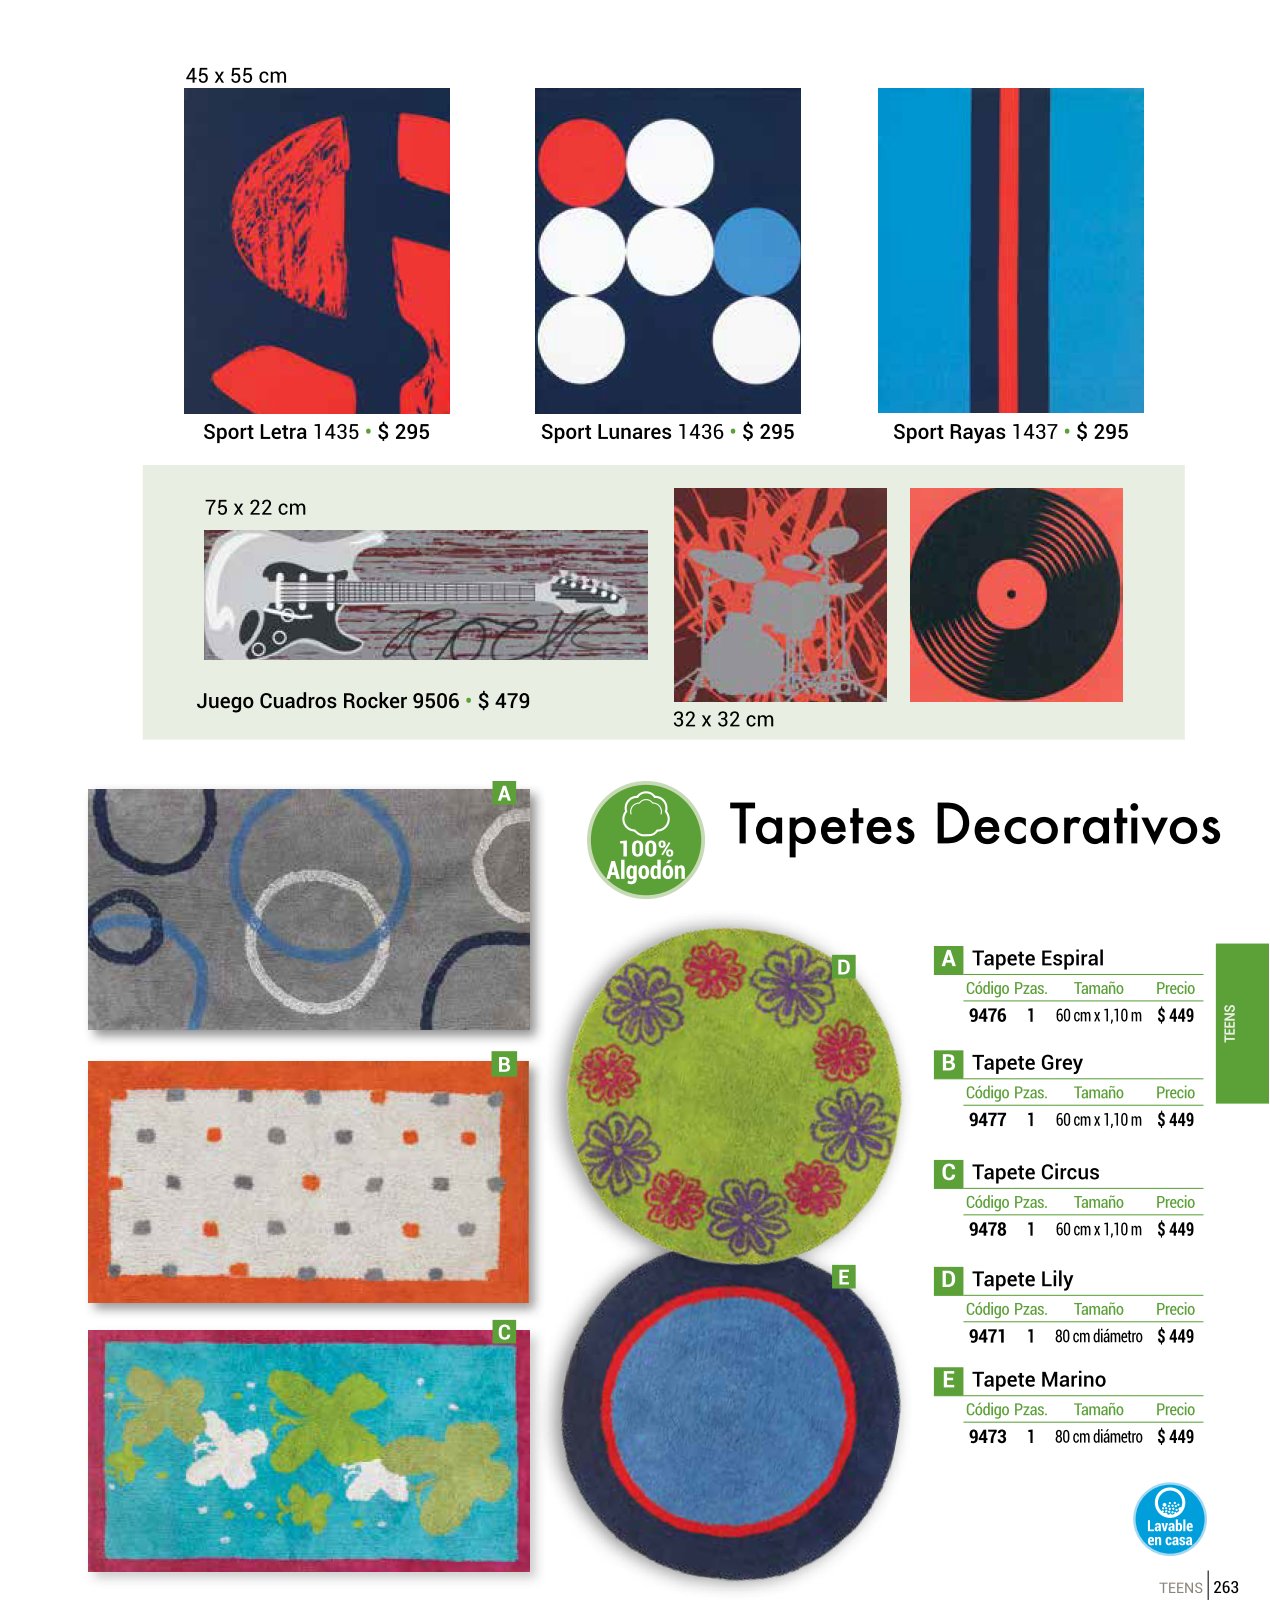 45 x 55 cm
Sport Letra 1435 • $ 295
Sport Lunares 1436 • $ 295
Sport Rayas 1437 • $ 295
75 x 22 cm
Juego Cuadros Rocker 9506 • $ 479
32 x 32 cm
A
B
C
100%
Algodón
Tapetes Decorativos
D
E
A Tapete Espiral
Código Pzas. Tamaño Precio
9476 1 60 cm x 1,10 m $ 449
B Tapete Grey
Código Pzas. Tamaño Precio
9477 1 60 cm x 1,10 m $ 449
C Tapete Circus
Código Pzas. Tamaño Precio
9478 1 60 cm x 1,10 m $ 449
D Tapete Lily
Código Pzas. Tamaño Precio
9471 1 80 cm diámetro $ 449
E Tapete Marino
Código Pzas. Tamaño Precio
9473 1 80 cm diámetro $ 449
TEENS
Lavable
en casa
TEENS 263